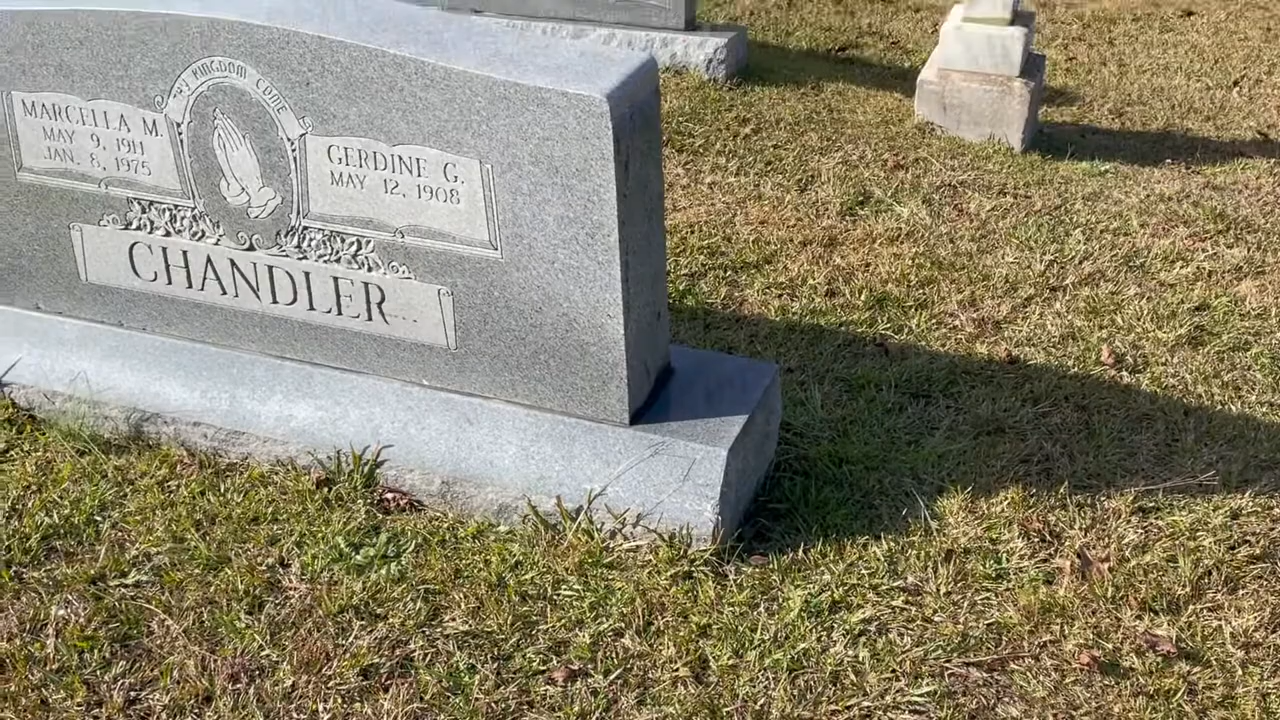 THY KINGDOM COME
MARCELLA M.
MAY 9, 1911
JAN. 8, 1975
GERDINE G.
MAY 12, 1908
CHANDLER